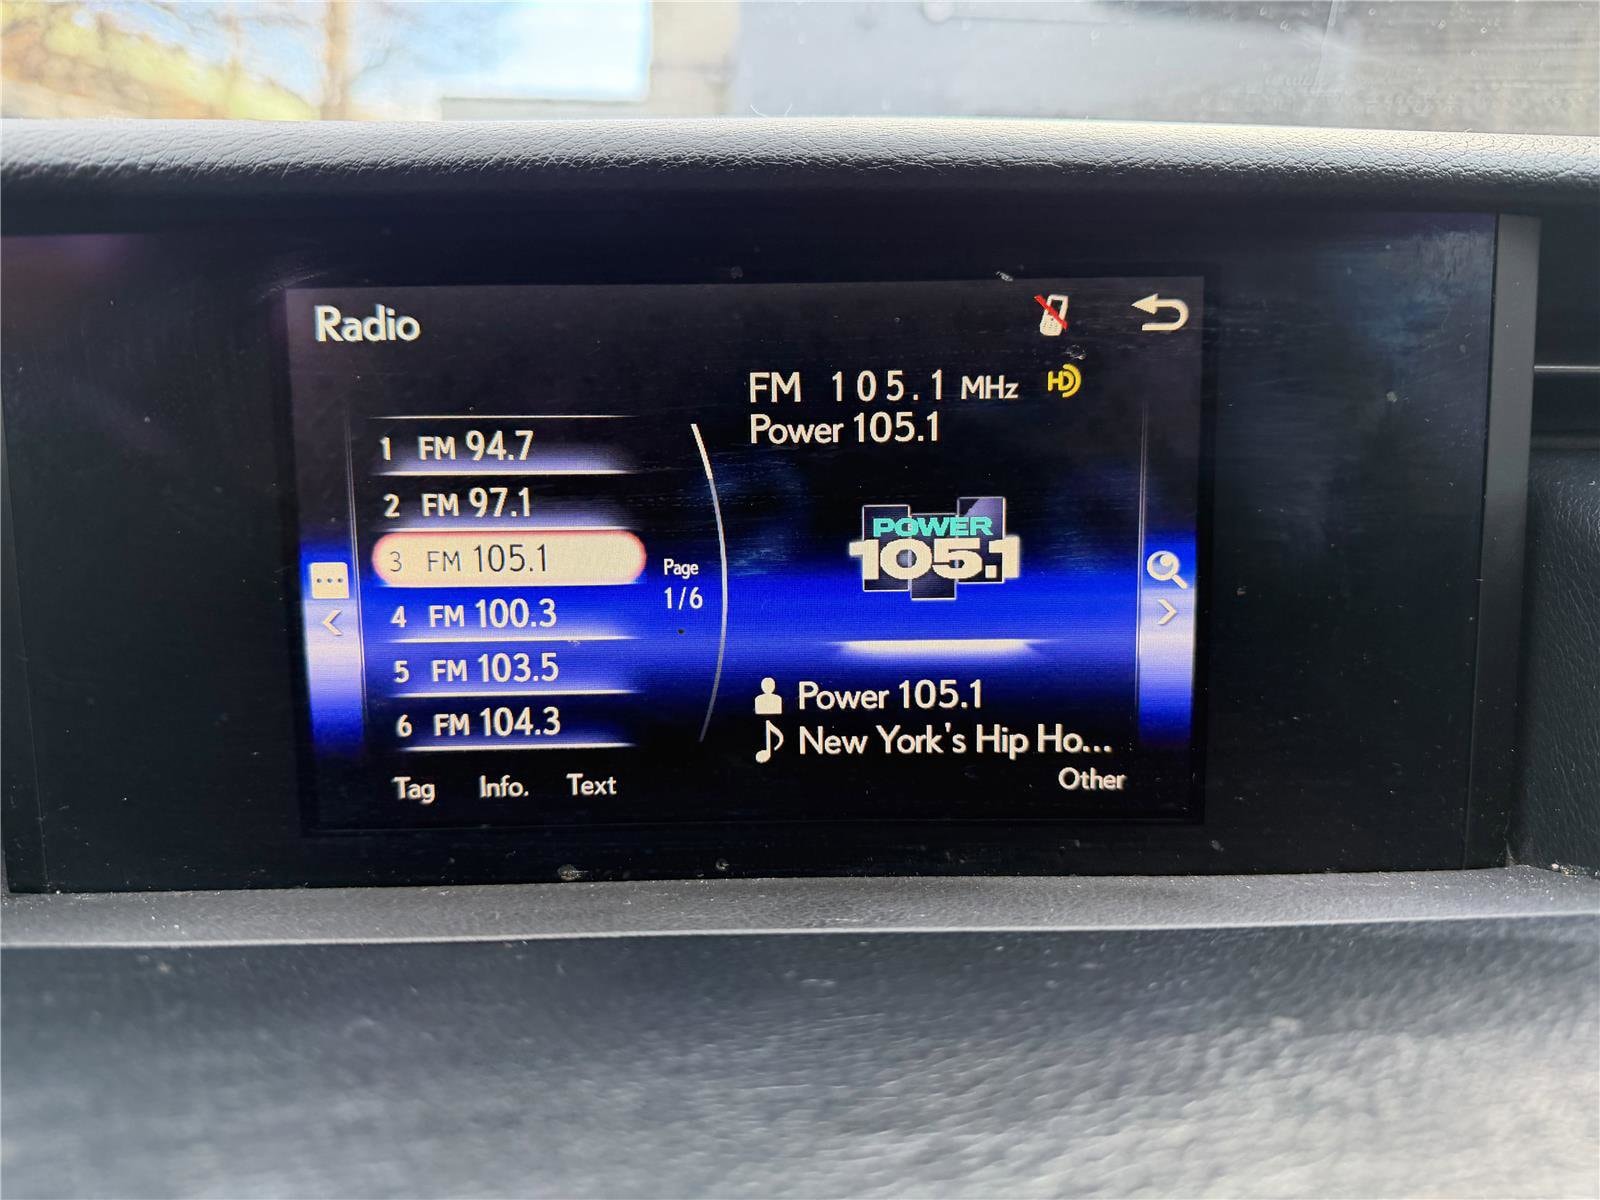 Radio
FM 105.1 MHz HD
Power 105.1
1 FM 94.7
2 FM 97.1
3 FM 105.1
4 FM 100.3
5 FM 103.5
6 FM 104.3
Page
1/6
POWER
105.1
Power 105.1
New York's Hip Ho...
Tag Info. Text
Other